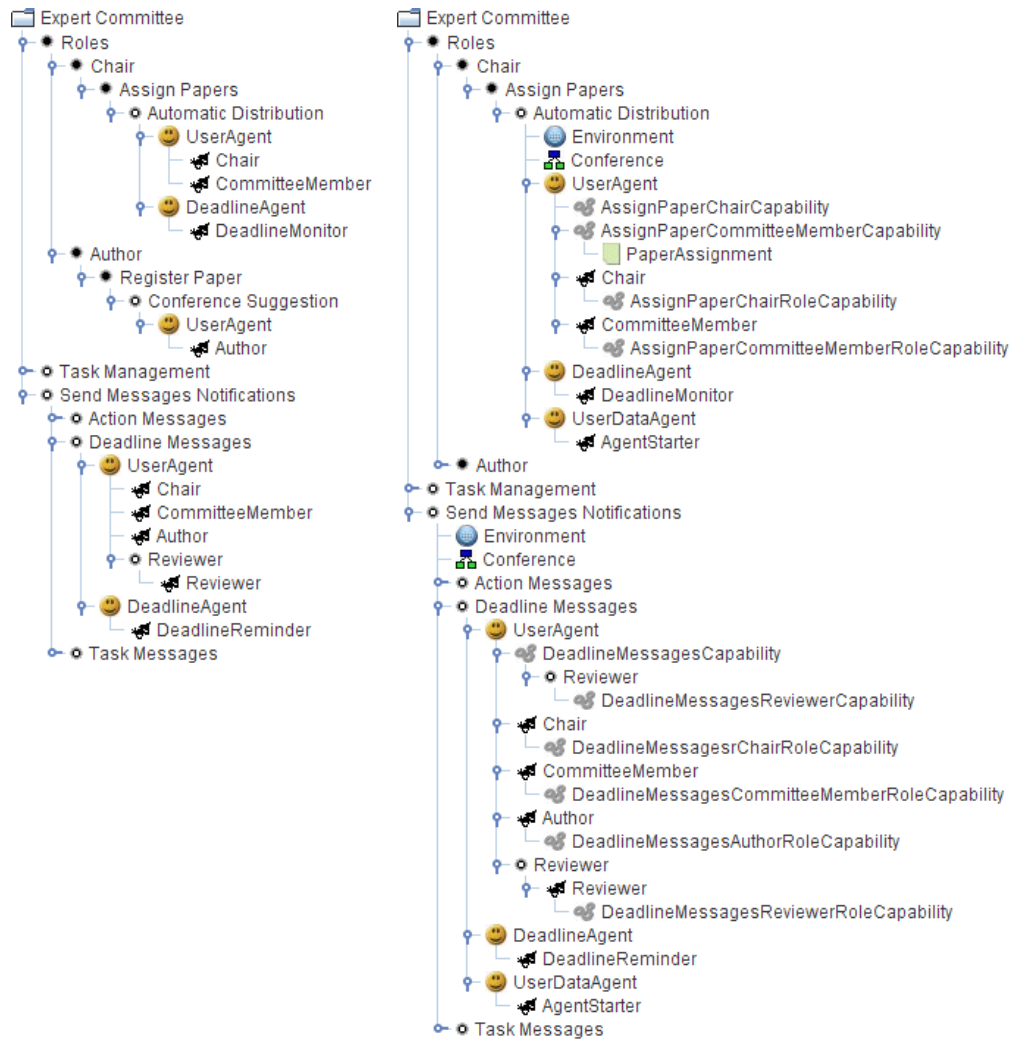 Expert Committee
Roles
Chair
Assign Papers
Automatic Distribution
UserAgent
Chair
CommitteeMember
DeadlineAgent
DeadlineMonitor
Author
Register Paper
Conference Suggestion
UserAgent
Author
Task Management
Send Messages Notifications
Action Messages
Deadline Messages
UserAgent
Chair
CommitteeMember
Author
Reviewer
Reviewer
DeadlineAgent
DeadlineReminder
Task Messages
Expert Committee
Roles
Chair
Assign Papers
Automatic Distribution
Environment
Conference
UserAgent
AssignPaperChairCapability
AssignPaperCommitteeMemberCapability
PaperAssignment
Chair
AssignPaperChairRoleCapability
CommitteeMember
AssignPaperCommitteeMemberRoleCapability
DeadlineAgent
DeadlineMonitor
UserDataAgent
AgentStarter
Author
Task Management
Send Messages Notifications
Environment
Conference
Action Messages
Deadline Messages
UserAgent
DeadlineMessagesCapability
Reviewer
DeadlineMessagesReviewerCapability
Chair
DeadlineMessagesrChairRoleCapability
CommitteeMember
DeadlineMessagesCommitteeMemberRoleCapability
Author
DeadlineMessagesAuthorRoleCapability
Reviewer
Reviewer
DeadlineMessagesReviewerRoleCapability
DeadlineAgent
DeadlineReminder
UserDataAgent
AgentStarter
Task Messages